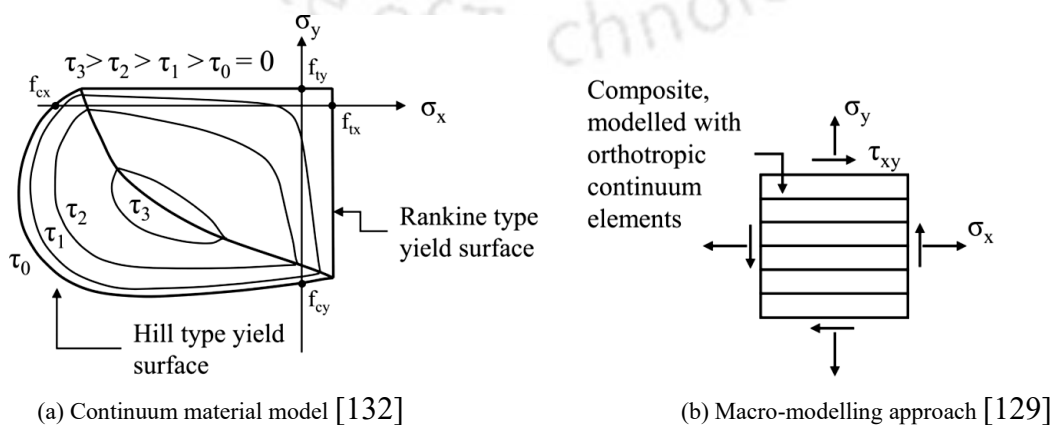 chno
σy
τ3 > τ2 > τ1 > τ0 = 0
fty
fcx
σx
ftx
τ3
τ2
τ1
τ0
Rankine type
yield surface
fcy
Hill type yield
surface
(a) Continuum material model [132]
Composite,
modelled with
orthotropic
continuum
elements
σy
τxy
σx
(b) Macro-modelling approach [129]